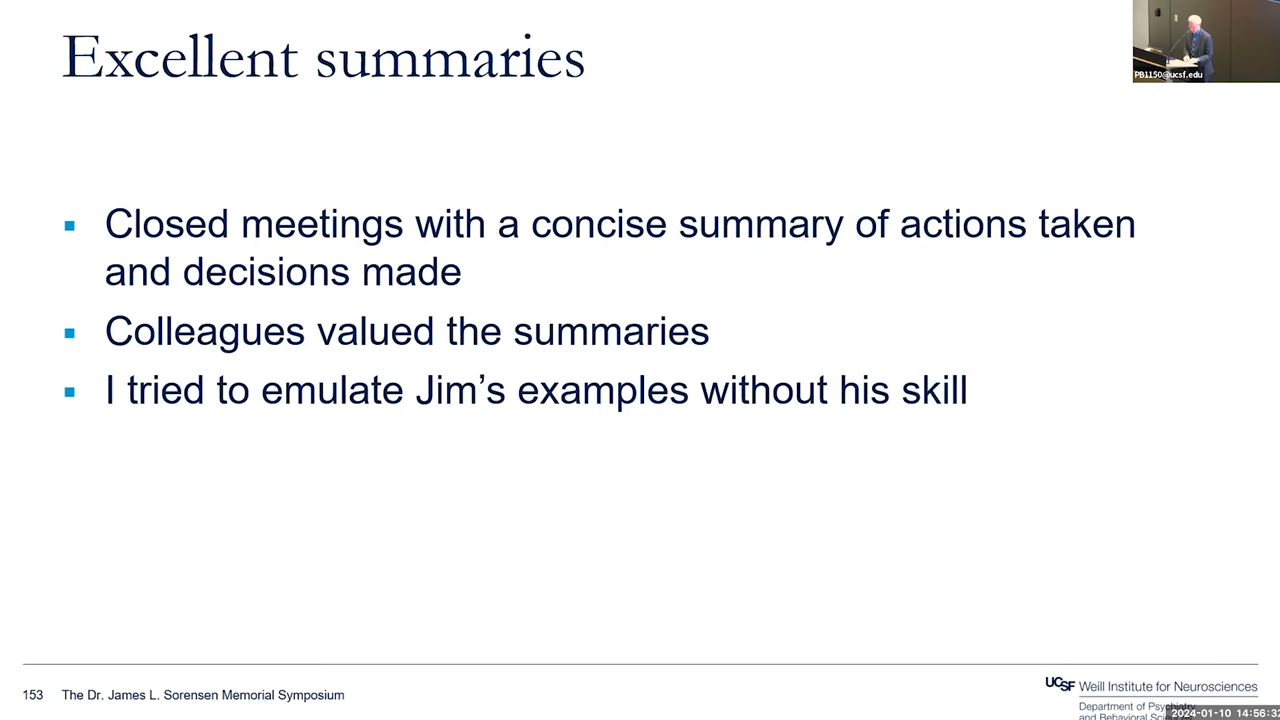 Excellent summaries
PB1150@ucsf.edu
▪ Closed meetings with a concise summary of actions taken
and decisions made
▪ Colleagues valued the summaries
▪ I tried to emulate Jim’s examples without his skill
153 The Dr. James L. Sorensen Memorial Symposium
UCSF Weill Institute for Neurosciences
Department of Psychiatry
and Behavioral
2024-01-10 14:56:32